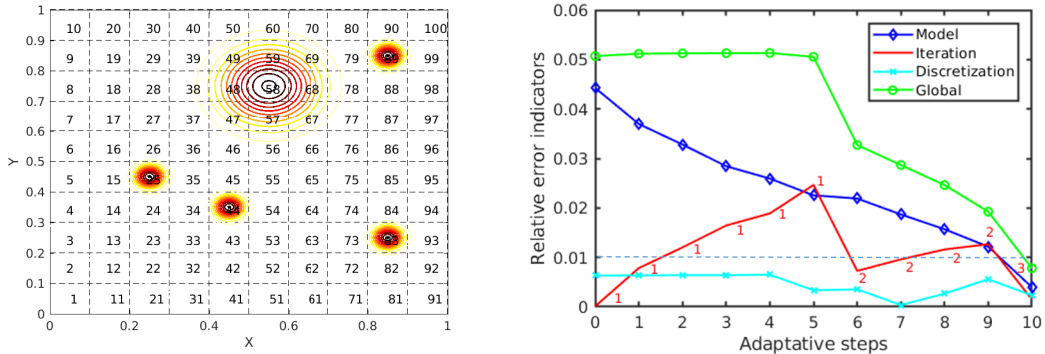 1
10 20 30 40 50 60 70 80 90 100
0.9
9 19 29 39 49 59 69 79 99
0.8
8 18 28 38 48 58 68 78 88 98
0.7
7 17 27 37 47 57 67 77 87 97
0.6
6 16 26 36 46 56 66 76 86 96
0.5
5 15 35 45 55 65 75 85 95
0.4
4 14 24 34 44 54 64 74 84 94
0.3
3 13 23 33 43 53 63 73 83 93
0.2
2 12 22 32 42 52 62 72 82 92
0.1
1 11 21 31 41 51 61 71 81 91
0
0 0.2 0.4 0.6 0.8 1
X
Y
0.06
0.05
0.04
0.03
0.02
0.01
0
Relative error indicators
Model
Iteration
Discretization
Global
1
1
1
1
1
1
2
2
2
2
3
0 1 2 3 4 5 6 7 8 9 10
Adaptative steps